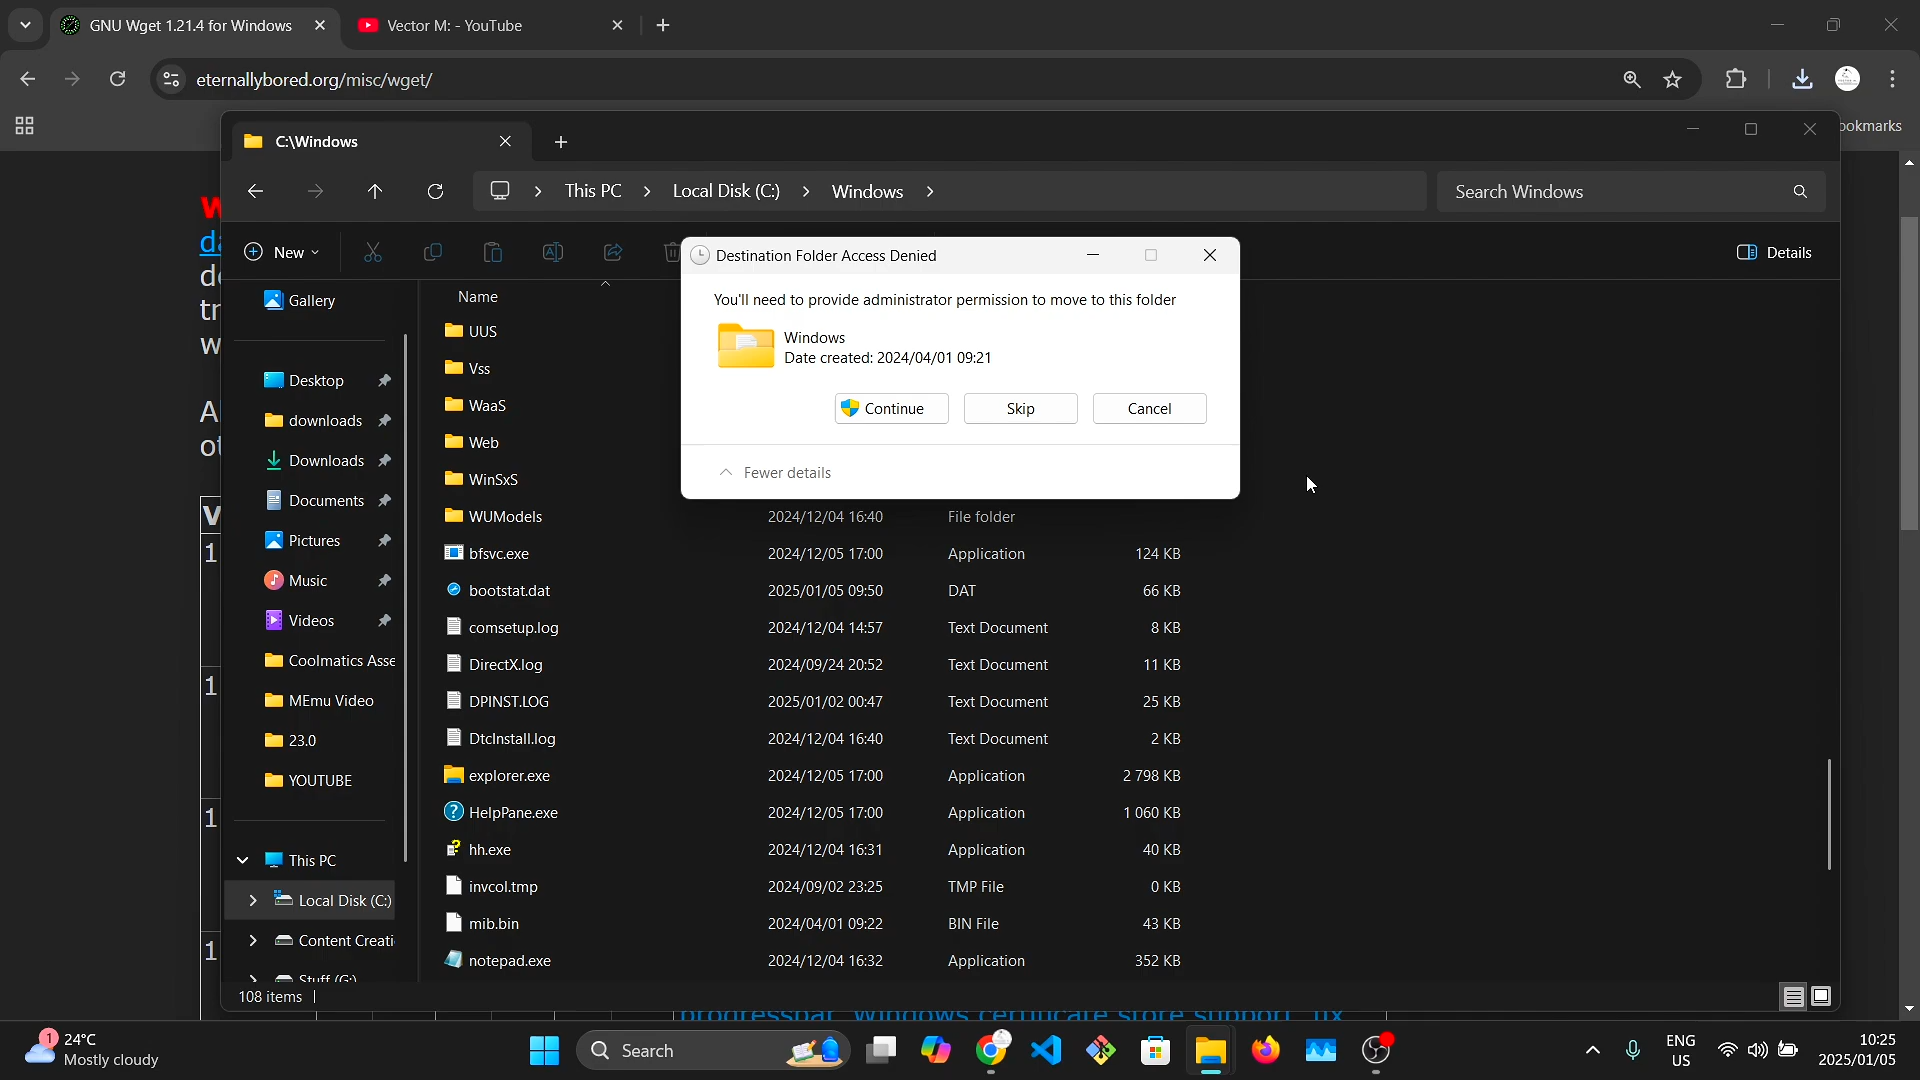 GNU Wget 1.21.4 for Windows
Vector M: - YouTube
eternallybored.org/misc/wget/
C:\Windows
This PC > Local Disk (C:) > Windows >
Search Windows
New
Details
Gallery
Desktop
downloads
Downloads
Documents
Pictures
Music
Videos
Coolmatics Asse
MEmu Video
23.0
YOUTUBE
This PC
Local Disk (C:)
Content Creati
Stuff (G:)
Name
UUS
Vss
WaaS
Web
WinSxS
WUModels 2024/12/04 16:40 File folder
bfsvc.exe 2024/12/05 17:00 Application 124 KB
bootstat.dat 2025/01/05 09:50 DAT 66 KB
comsetup.log 2024/12/04 14:57 Text Document 8 KB
DirectX.log 2024/09/24 20:52 Text Document 11 KB
DPINST.LOG 2025/01/02 00:47 Text Document 25 KB
DtcInstall.log 2024/12/04 16:40 Text Document 2 KB
explorer.exe 2024/12/05 17:00 Application 2 798 KB
HelpPane.exe 2024/12/05 17:00 Application 1 060 KB
hh.exe 2024/12/04 16:31 Application 40 KB
invcol.tmp 2024/09/02 23:25 TMP File 0 KB
mib.bin 2024/04/01 09:22 BIN File 43 KB
notepad.exe 2024/12/04 16:32 Application 352 KB
108 items
Destination Folder Access Denied
You'll need to provide administrator permission to move to this folder
Windows
Date created: 2024/04/01 09:21
Continue
Skip
Cancel
Fewer details
ookmarks
progressbar, Windows certificate store support, fix
1
24°C
Mostly cloudy
Search
ENG
US
10:25
2025/01/05